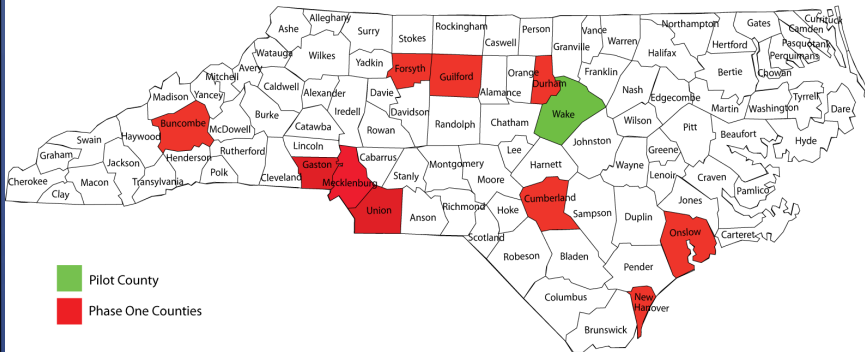 Ashe
Alleghany
Surry
Stokes
Rockingham
Caswell
Person
Granville
Vance
Warren
Northampton
Gates
Currituck
Camden
Pasquotank
Perquimans
Hertford
Halifax
Watauga
Wilkes
Yadkin
Forsyth
Guilford
Alamance
Orange
Durham
Franklin
Nash
Bertie
Chowan
Mitchell
Avery
Yancey
Madison
Caldwell
Alexander
Davie
Iredell
Davidson
Randolph
Chatham
Wake
Edgecombe
Martin
Washington
Tyrrell
Dare
Buncombe
McDowell
Burke
Catawba
Rowan
Wilson
Pitt
Beaufort
Hyde
Swain
Haywood
Johnston
Graham
Jackson
Henderson
Rutherford
Lincoln
Gaston
Cabarrus
Montgomery
Lee
Harnett
Wayne
Greene
Lenoir
Craven
Pamlico
Cherokee
Clay
Macon
Transylvania
Polk
Cleveland
Mecklenburg
Stanly
Moore
Cumberland
Sampson
Duplin
Jones
Union
Anson
Richmond
Hoke
Scotland
Onslow
Carteret
Robeson
Bladen
Pender
Columbus
New
Hanover
Brunswick
Pilot County
Phase One Counties